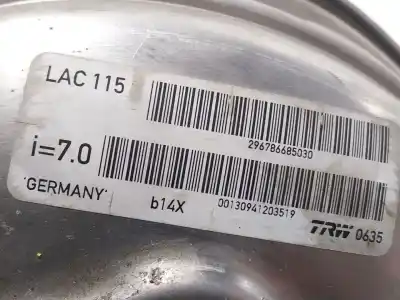 LAC 115
296786685030
i=7.0
GERMANY
b14X
00130941203519
TRW 0635